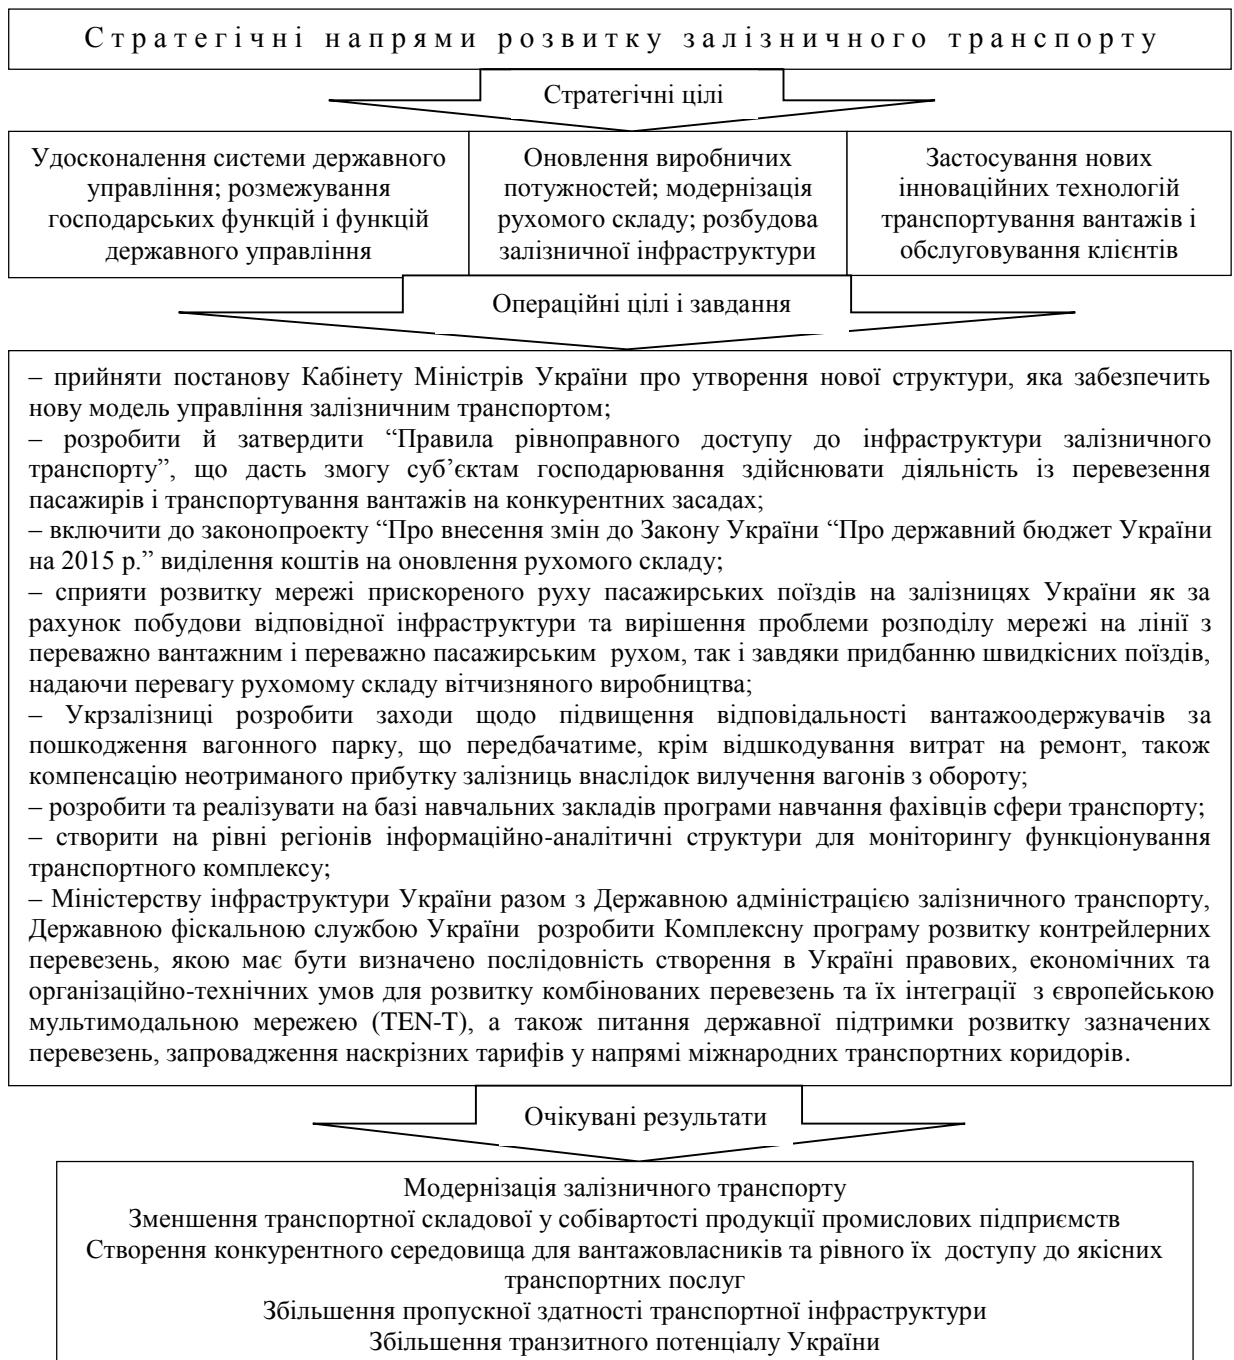 Стратегічні напрями розвитку залізничного транспорту
Стратегічні цілі
Удосконалення системи державного
управління; розмежування
господарських функцій і функцій
державного управління
Оновлення виробничих
потужностей; модернізація
рухомого складу; розбудова
залізничної інфраструктури
Застосування нових
інноваційних технологій
транспортування вантажів і
обслуговування клієнтів
Операційні цілі і завдання
– прийняти постанову Кабінету Міністрів України про утворення нової структури, яка забезпечить
нову модель управління залізничним транспортом;
– розробити й затвердити “Правила рівноправного доступу до інфраструктури залізничного
транспорту”, що дасть змогу суб’єктам господарювання здійснювати діяльність із перевезення
пасажирів і транспортування вантажів на конкурентних засадах;
– включити до законопроекту “Про внесення змін до Закону України “Про державний бюджет України
на 2015 р.” виділення коштів на оновлення рухомого складу;
– сприяти розвитку мережі прискореного руху пасажирських поїздів на залізницях України як за
рахунок побудови відповідної інфраструктури та вирішення проблеми розподілу мережі на лінії з
переважно вантажним і переважно пасажирським рухом, так і завдяки придбанню швидкісних поїздів,
надаючи перевагу рухомому складу вітчизняного виробництва;
– Укрзалізниці розробити заходи щодо підвищення відповідальності вантажоодержувачів за
пошкодження вагонного парку, що передбачатиме, крім відшкодування витрат на ремонт, також
компенсацію неотриманого прибутку залізниць внаслідок вилучення вагонів з обороту;
– розробити та реалізувати на базі навчальних закладів програми навчання фахівців сфери транспорту;
– створити на рівні регіонів інформаційно-аналітичні структури для моніторингу функціонування
транспортного комплексу;
– Міністерству інфраструктури України разом з Державною адміністрацією залізничного транспорту,
Державною фіскальною службою України розробити Комплексну програму розвитку контрейлерних
перевезень, якою має бути визначено послідовність створення в Україні правових, економічних та
організаційно-технічних умов для розвитку комбінованих перевезень та їх інтеграції з європейською
мультимодальною мережею (TEN-T), а також питання державної підтримки розвитку зазначених
перевезень, запровадження наскрізних тарифів у напрямі міжнародних транспортних коридорів.
Очікувані результати
Модернізація залізничного транспорту
Зменшення транспортної складової у собівартості продукції промислових підприємств
Створення конкурентного середовища для вантажовласників та рівного їх доступу до якісних
транспортних послуг
Збільшення пропускної здатності транспортної інфраструктури
Збільшення транзитного потенціалу України